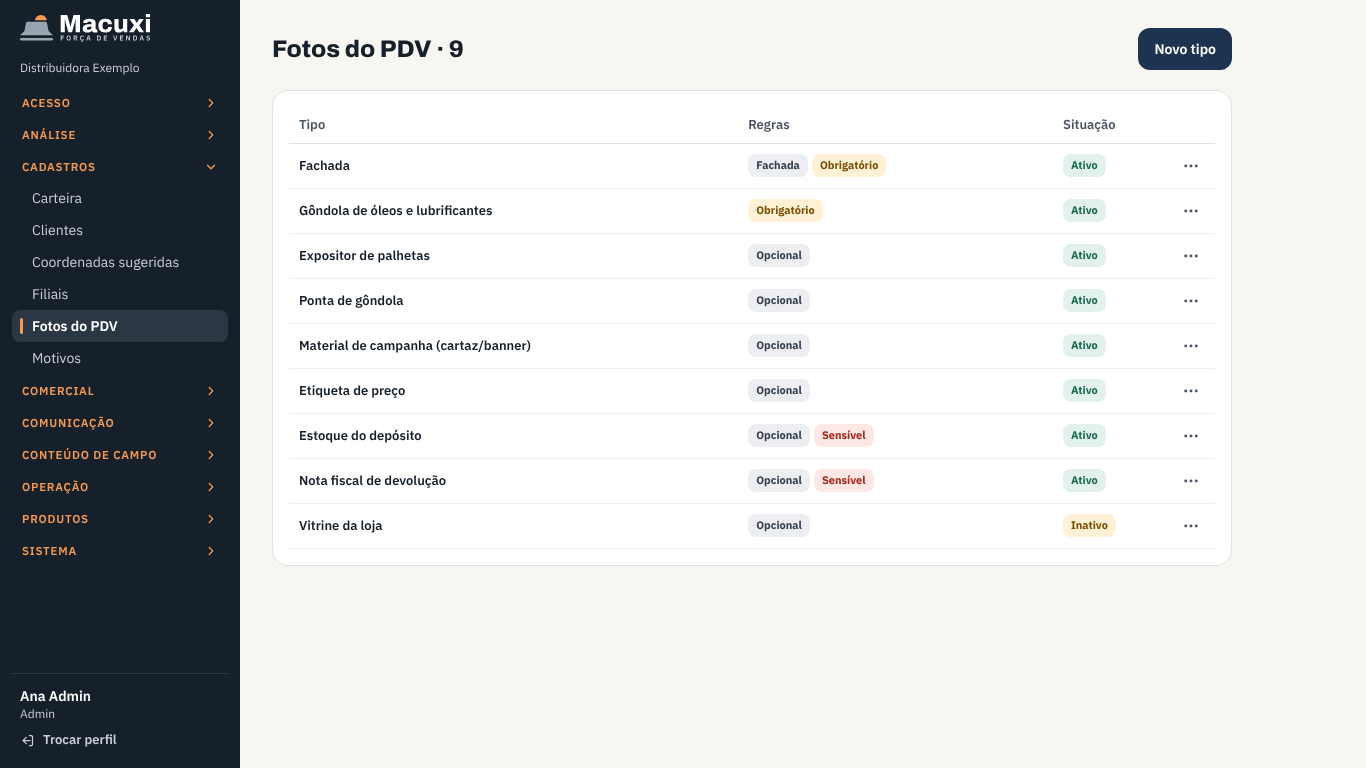 Macuxi
FORÇA DE VENDAS
Distribuidora Exemplo
ACESSO
ANÁLISE
CADASTROS
Carteira
Clientes
Coordenadas sugeridas
Filiais
Fotos do PDV
Motivos
COMERCIAL
COMUNICAÇÃO
CONTEÚDO DE CAMPO
OPERAÇÃO
PRODUTOS
SISTEMA
Ana Admin
Admin
Trocar perfil
Fotos do PDV · 9
Novo tipo
Tipo Regras Situação
Fachada Fachada Obrigatório Ativo
Gôndola de óleos e lubrificantes Obrigatório Ativo
Expositor de palhetas Opcional Ativo
Ponta de gôndola Opcional Ativo
Material de campanha (cartaz/banner) Opcional Ativo
Etiqueta de preço Opcional Ativo
Estoque do depósito Opcional Sensível Ativo
Nota fiscal de devolução Opcional Sensível Ativo
Vitrine da loja Opcional Inativo